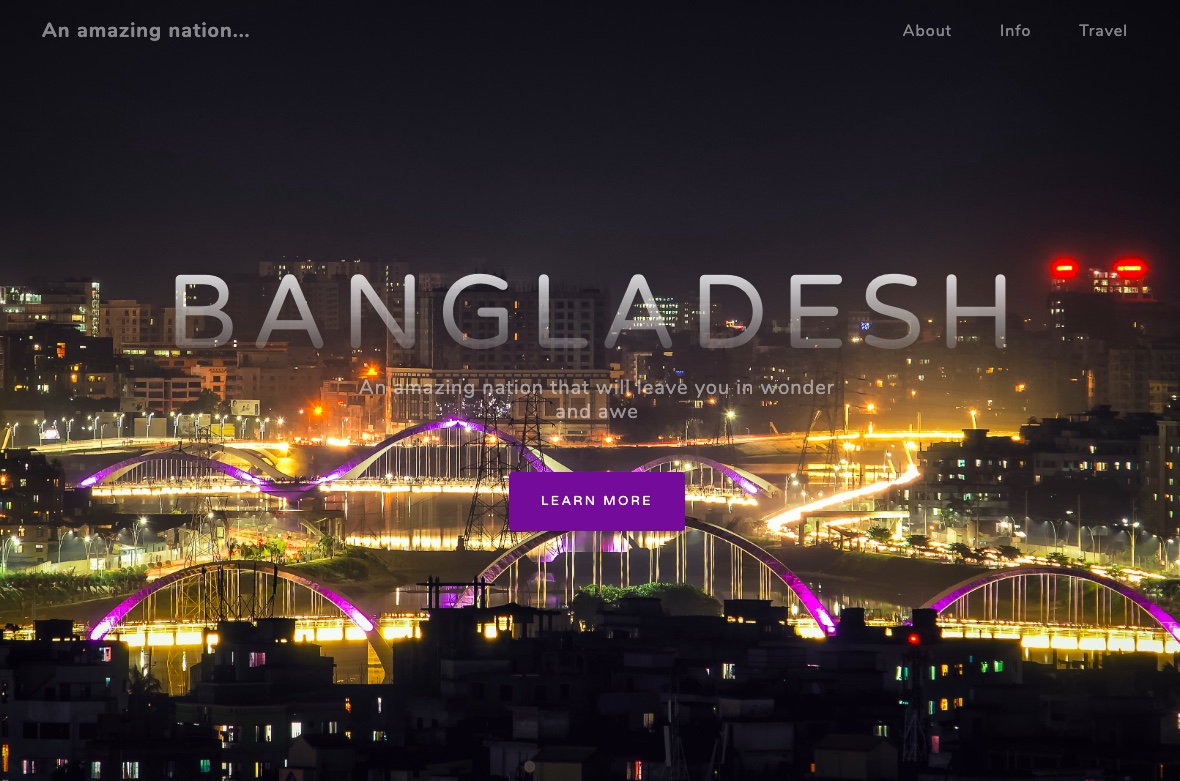 An amazing nation...
About
Info
Travel
BANGLADESH
An amazing nation that will leave you in wonder
and awe
LEARN MORE